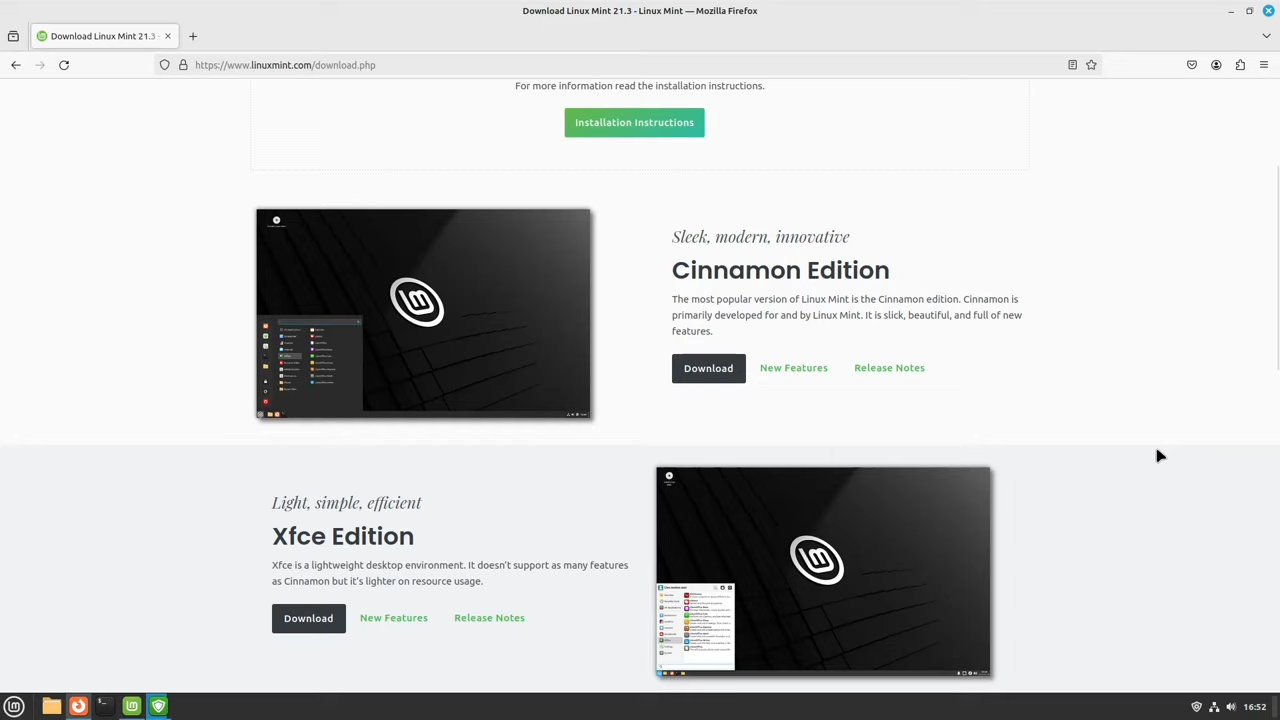 Download Linux Mint 21.3 - Linux Mint — Mozilla Firefox
Download Linux Mint 21.3 -
https://www.linuxmint.com/download.php
For more information read the installation instructions.
Installation Instructions
Sleek, modern, innovative
Cinnamon Edition
The most popular version of Linux Mint is the Cinnamon edition. Cinnamon is
primarily developed for and by Linux Mint. It is slick, beautiful, and full of new
features.
Download New Features Release Notes
Light, simple, efficient
Xfce Edition
Xfce is a lightweight desktop environment. It doesn't support as many features
as Cinnamon but it's lighter on resource usage.
Download New Features Release Notes
16:52